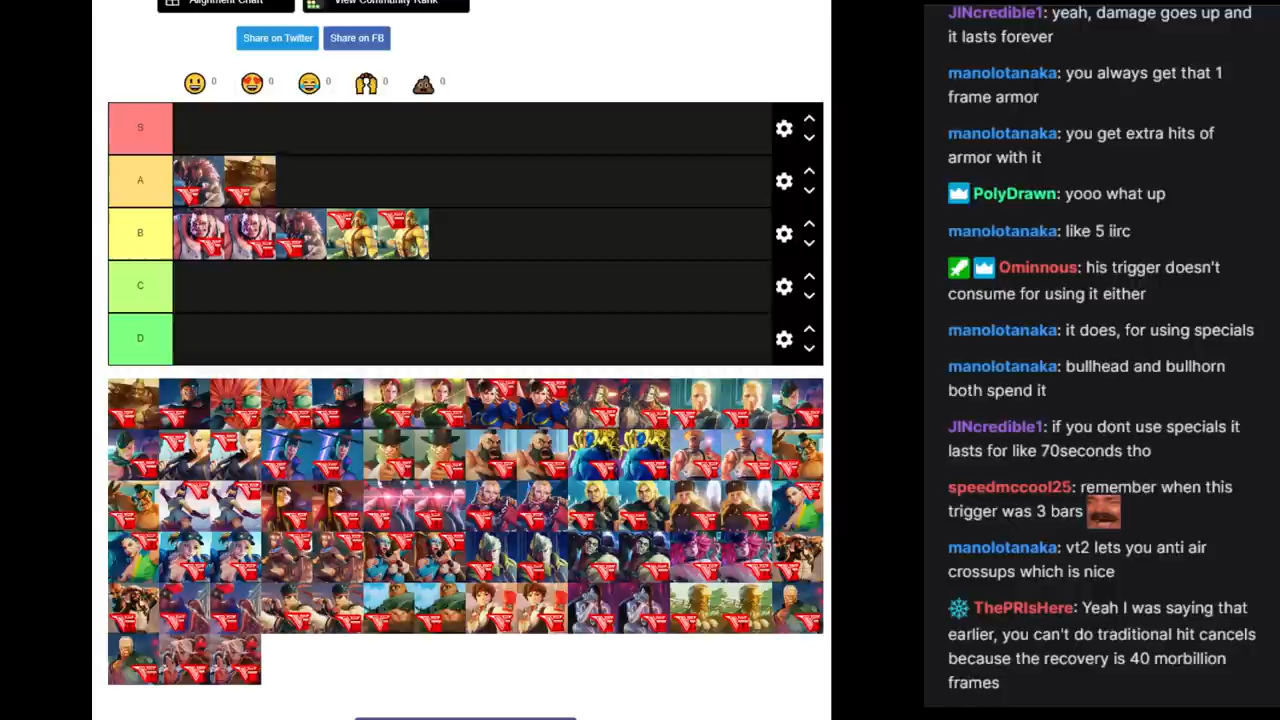 Alignment Chart
View Community Rank
Share on Twitter
Share on FB
0
0
0
0
0
S
A
B
C
D
JINcredible1: yeah, damage goes up and
it lasts forever
manolotanaka: you always get that 1
frame armor
manolotanaka: you get extra hits of
armor with it
PolyDrawn: yooo what up
manolotanaka: like 5 iirc
Ominnous: his trigger doesn't
consume for using it either
manolotanaka: it does, for using specials
manolotanaka: bullhead and bullhorn
both spend it
JINcredible1: if you dont use specials it
lasts for like 70seconds tho
speedmccool25: remember when this
trigger was 3 bars
manolotanaka: vt2 lets you anti air
crossups which is nice
ThePRIsHere: Yeah I was saying that
earlier, you can't do traditional hit cancels
because the recovery is 40 morbillion
frames